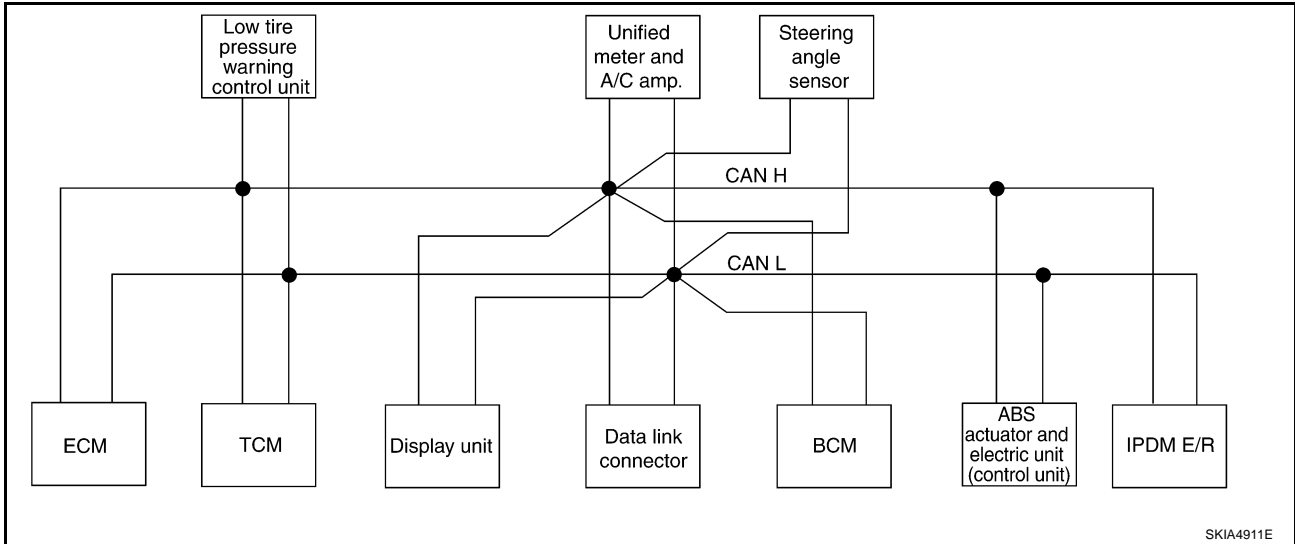 Low tire
pressure
warning
control unit
Unified
meter and
A/C amp.
Steering
angle
sensor
CAN H
CAN L
ECM
TCM
Display unit
Data link
connector
BCM
ABS
actuator and
electric unit
(control unit)
IPDM E/R
SKIA4911E